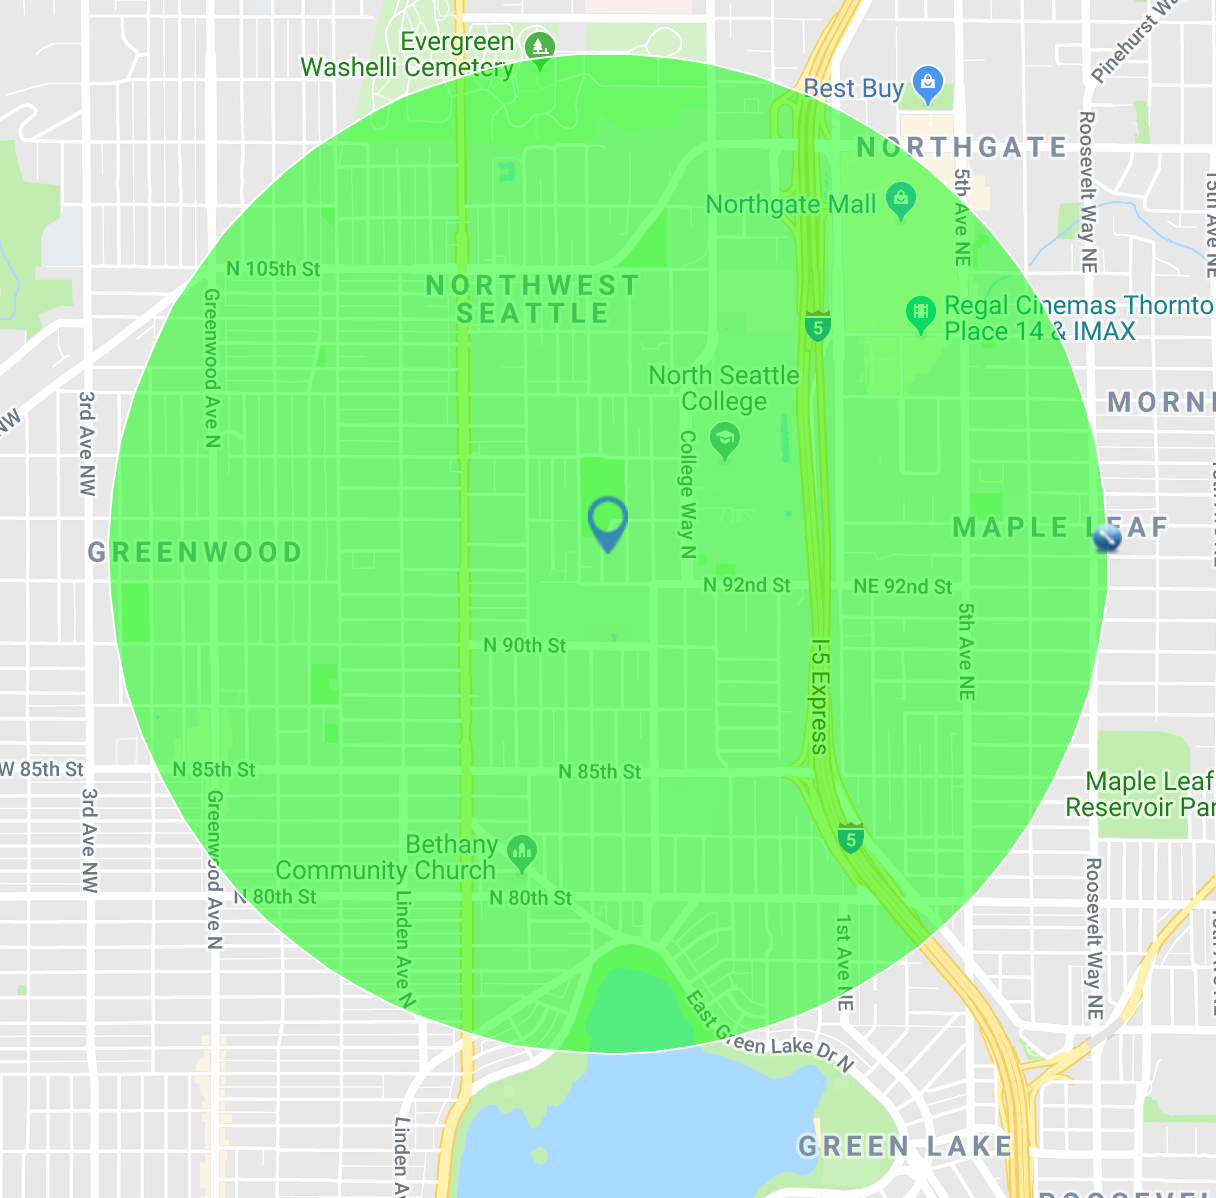 Evergreen
Washelli Cemetery
Best Buy
Pinehurst
NORTHGATE
Roosevelt Way NE
5th Ave NE
15th Ave NE
Northgate Mall
N 105th St
NORTHWEST
SEATTLE
Greenwood Ave N
Regal Cinemas Thornto
Place 14 & IMAX
5
North Seattle
College
3rd Ave NW
NW
MORNI
College Way N
MAPLE LEAF
GREENWOOD
N 92nd St
NE 92nd St
5th Ave NE
N 90th St
I-5 Express
W 85th St
N 85th St
N 85th St
3rd Ave NW
Greenwood Ave N
Maple Leaf
Reservoir Par
5
Bethany
Community Church
N 80th St
N 80th St
Linden Ave N
1st Ave NE
Roosevelt Way NE
East Green Lake Dr N
Linden Av
GREEN LAKE